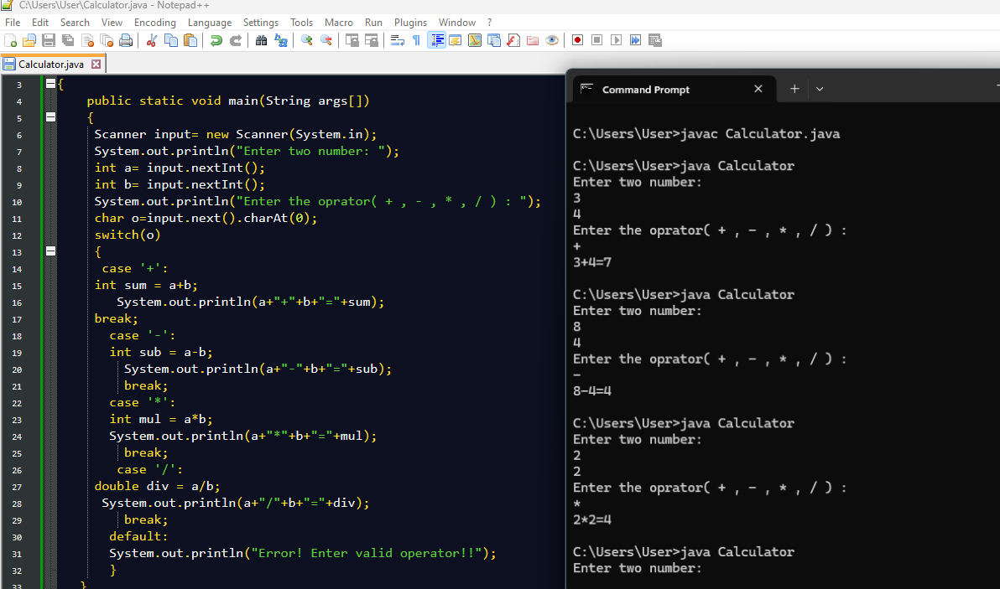 C:\Users\User\Calculator.java - Notepad++
File Edit Search View Encoding Language Settings Tools Macro Run Plugins Window ?
Calculator.java
3 {
4 public static void main(String args[])
5 {
6 Scanner input= new Scanner(System.in);
7 System.out.println("Enter two number: ");
8 int a= input.nextInt();
9 int b= input.nextInt();
10 System.out.println("Enter the oprator( + , - , * , / ) : ");
11 char o=input.next().charAt(0);
12 switch(o)
13 {
14 case '+':
15 int sum = a+b;
16 System.out.println(a+"+"+b+"="+sum);
17 break;
18 case '-':
19 int sub = a-b;
20 System.out.println(a+"-"+b+"="+sub);
21 break;
22 case '*':
23 int mul = a*b;
24 System.out.println(a+"*"+b+"="+mul);
25 break;
26 case '/':
27 double div = a/b;
28 System.out.println(a+"/"+b+"="+div);
29 break;
30 default:
31 System.out.println("Error! Enter valid operator!!");
32 }
33 }
Command Prompt
C:\Users\User>javac Calculator.java
C:\Users\User>java Calculator
Enter two number:
3
4
Enter the oprator( + , - , * , / ) :
+
3+4=7
C:\Users\User>java Calculator
Enter two number:
8
4
Enter the oprator( + , - , * , / ) :
-
8-4=4
C:\Users\User>java Calculator
Enter two number:
2
2
Enter the oprator( + , - , * , / ) :
*
2*2=4
C:\Users\User>java Calculator
Enter two number: